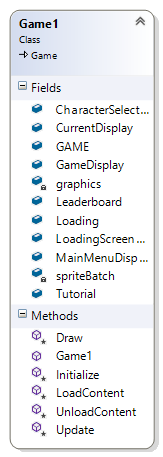 Game1
Class
Game
Fields
CharacterSelect...
CurrentDisplay
GAME
GameDisplay
graphics
Leaderboard
Loading
LoadingScreen
MainMenuDisp...
spriteBatch
Tutorial
Methods
Draw
Game1
Initialize
LoadContent
UnloadContent
Update